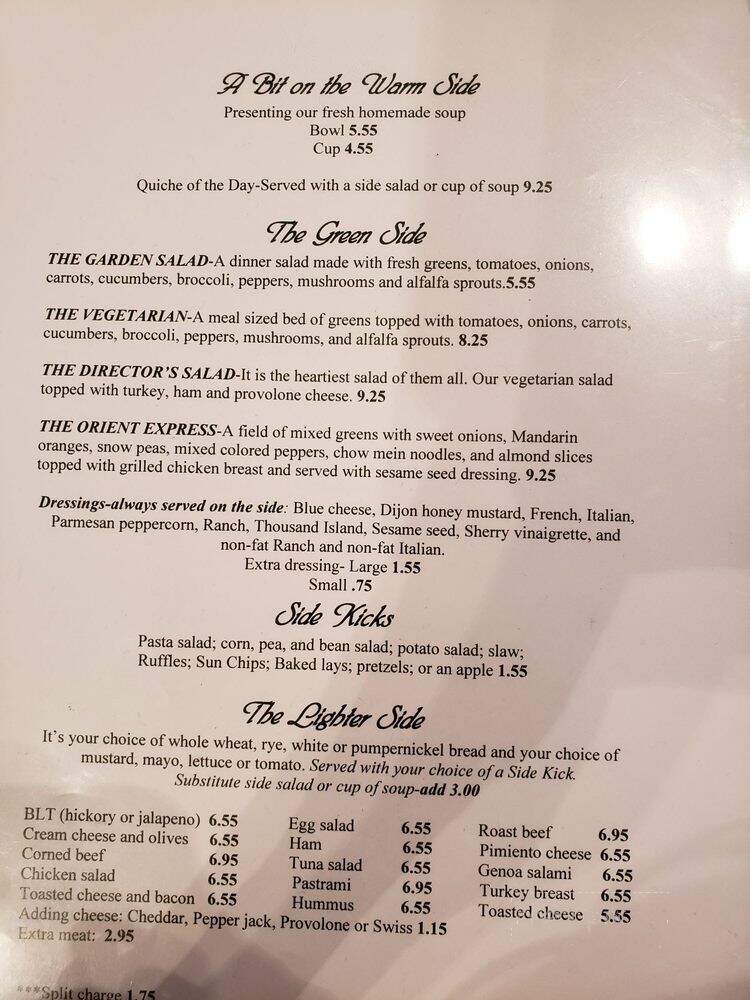 A Bit on the Warm Side
Presenting our fresh homemade soup
Bowl 5.55
Cup 4.55
Quiche of the Day-Served with a side salad or cup of soup 9.25
The Green Side
THE GARDEN SALAD-A dinner salad made with fresh greens, tomatoes, onions,
carrots, cucumbers, broccoli, peppers, mushrooms and alfalfa sprouts.5.55
THE VEGETARIAN-A meal sized bed of greens topped with tomatoes, onions, carrots,
cucumbers, broccoli, peppers, mushrooms, and alfalfa sprouts. 8.25
THE DIRECTOR'S SALAD-It is the heartiest salad of them all. Our vegetarian salad
topped with turkey, ham and provolone cheese. 9.25
THE ORIENT EXPRESS-A field of mixed greens with sweet onions, Mandarin
oranges, snow peas, mixed colored peppers, chow mein noodles, and almond slices
topped with grilled chicken breast and served with sesame seed dressing. 9.25
Dressings-always served on the side: Blue cheese, Dijon honey mustard, French, Italian,
Parmesan peppercorn, Ranch, Thousand Island, Sesame seed, Sherry vinaigrette, and
non-fat Ranch and non-fat Italian.
Extra dressing- Large 1.55
Small .75
Side Kicks
Pasta salad; corn, pea, and bean salad; potato salad; slaw;
Ruffles; Sun Chips; Baked lays; pretzels; or an apple 1.55
The Lighter Side
It's your choice of whole wheat, rye, white or pumpernickel bread and your choice of
mustard, mayo, lettuce or tomato. Served with your choice of a Side Kick.
Substitute side salad or cup of soup-add 3.00
BLT (hickory or jalapeno) 6.55
Cream cheese and olives 6.55
Corned beef 6.95
Chicken salad 6.55
Toasted cheese and bacon 6.55
Egg salad 6.55
Ham 6.55
Tuna salad 6.55
Pastrami 6.95
Hummus 6.55
Roast beef 6.95
Pimiento cheese 6.55
Genoa salami 6.55
Turkey breast 6.55
Toasted cheese 5.55
Adding cheese: Cheddar, Pepper jack, Provolone or Swiss 1.15
Extra meat: 2.95
***Split charge 1.75